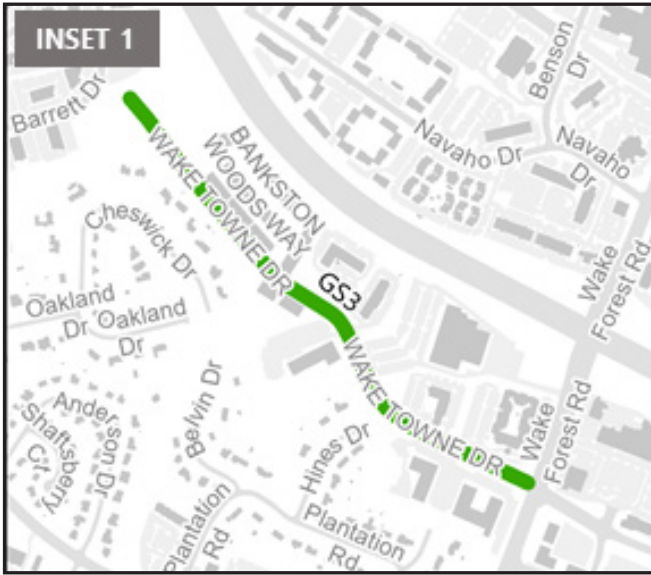 INSET 1
Barrett Dr
Benson
Dr
Navaho Dr
Navaho
Dr
BANKSTON
WOODS WAY
WAKE TOWNE DR
Cheswick Dr
Wake
Forest Rd
GS3
Oakland
Dr
Oakland
Dr
WAKE TOWNE DR
Belvin Dr
Anderson Dr
Shaftsberry
Ct
Hines Dr
Wake
Forest Rd
Plantation
Rd
Plantation
Rd